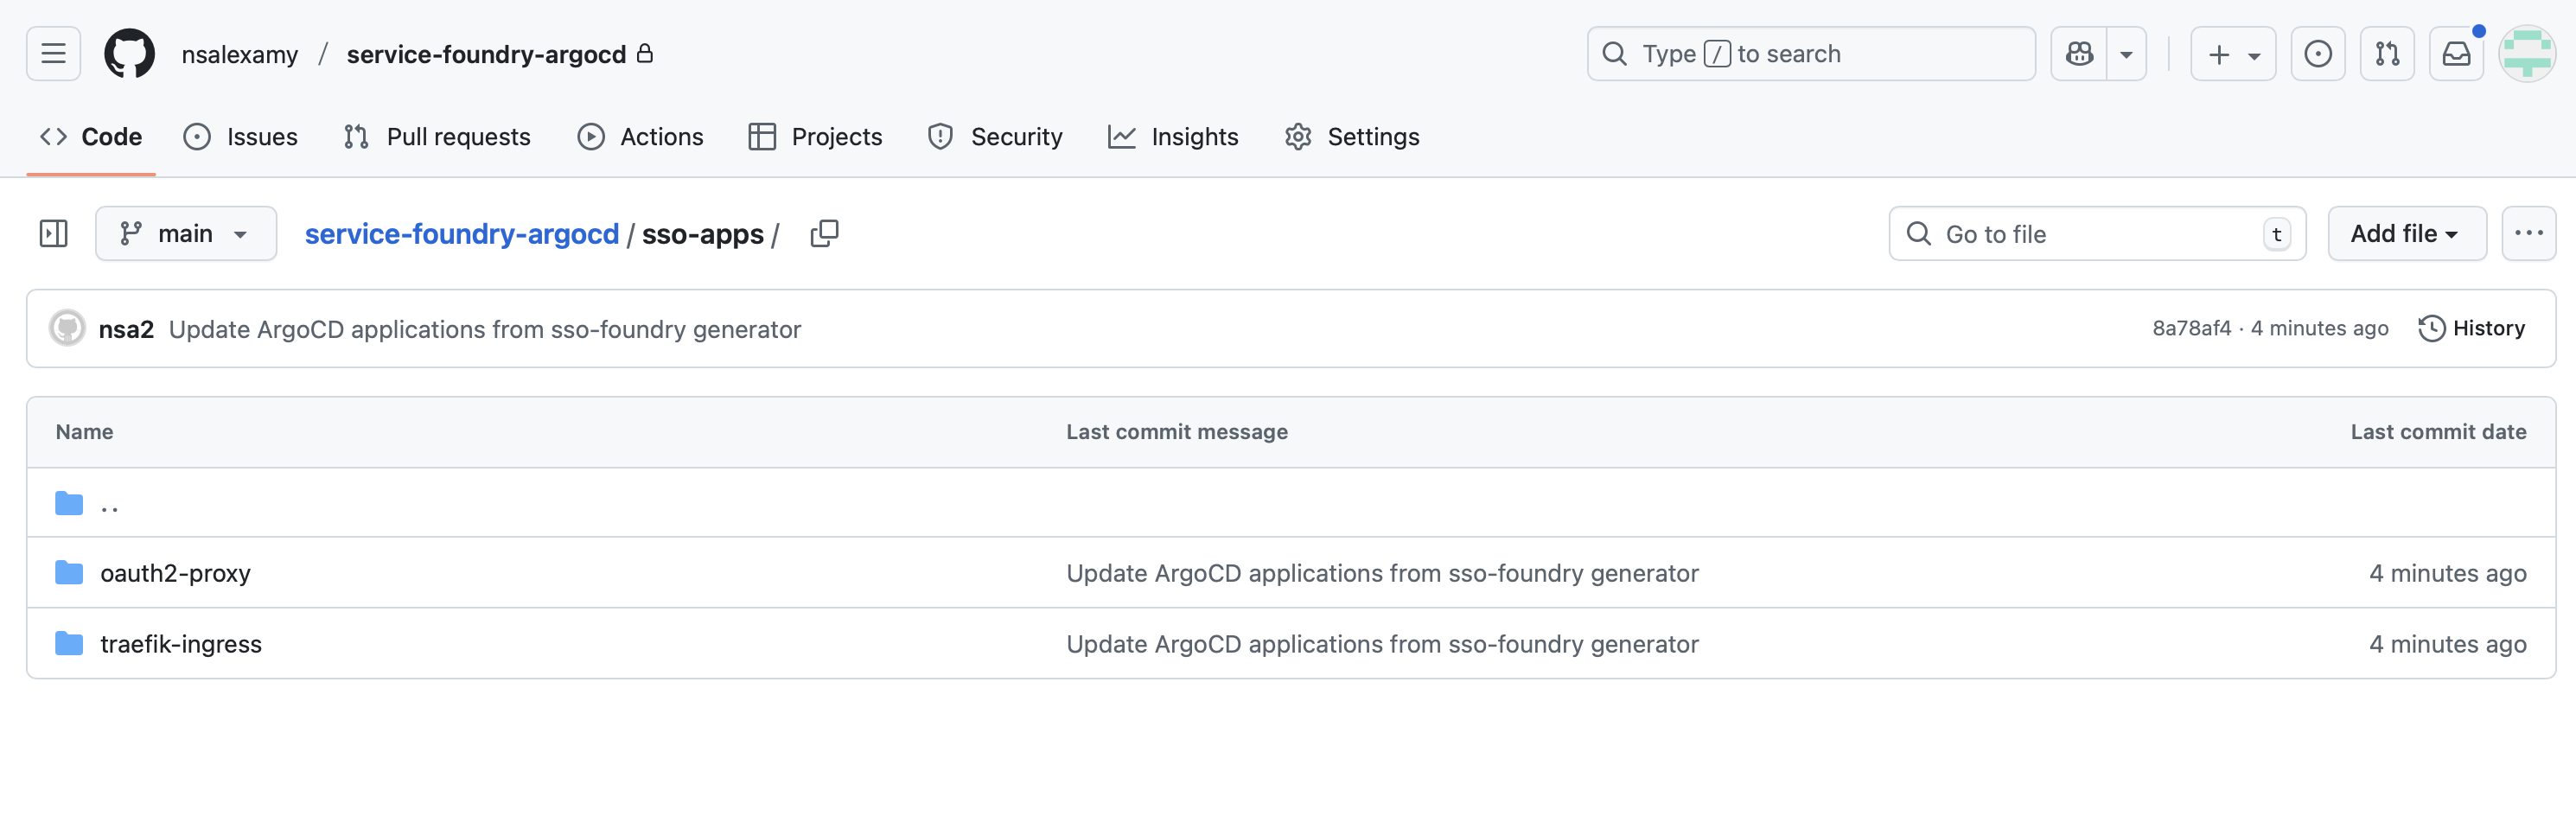 nsalexamy / service-foundry-argocd
Type / to search
Code Issues Pull requests Actions Projects Security Insights Settings
main service-foundry-argocd / sso-apps / Go to file t Add file
nsa2 Update ArgoCD applications from sso-foundry generator 8a78af4 · 4 minutes ago History
Name Last commit message Last commit date
..
oauth2-proxy Update ArgoCD applications from sso-foundry generator 4 minutes ago
traefik-ingress Update ArgoCD applications from sso-foundry generator 4 minutes ago